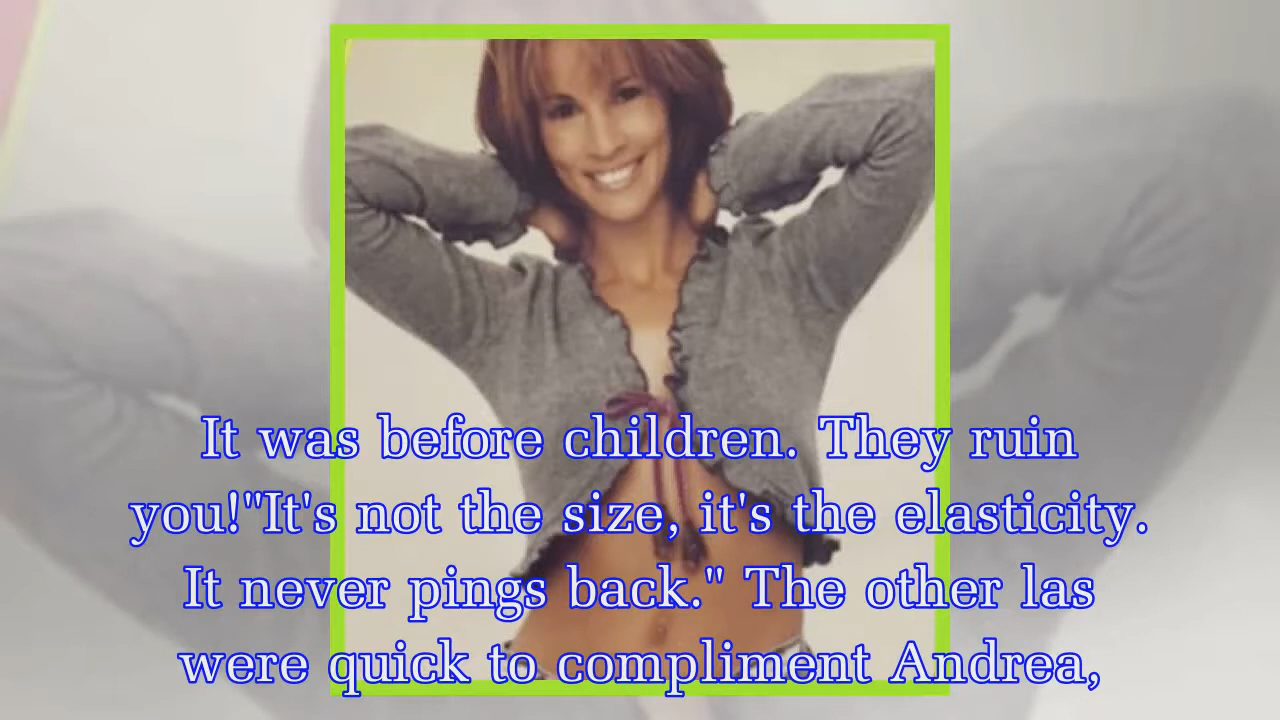 It was before children. They ruin
you!"It's not the size, it's the elasticity.
It never pings back." The other las
were quick to compliment Andrea,